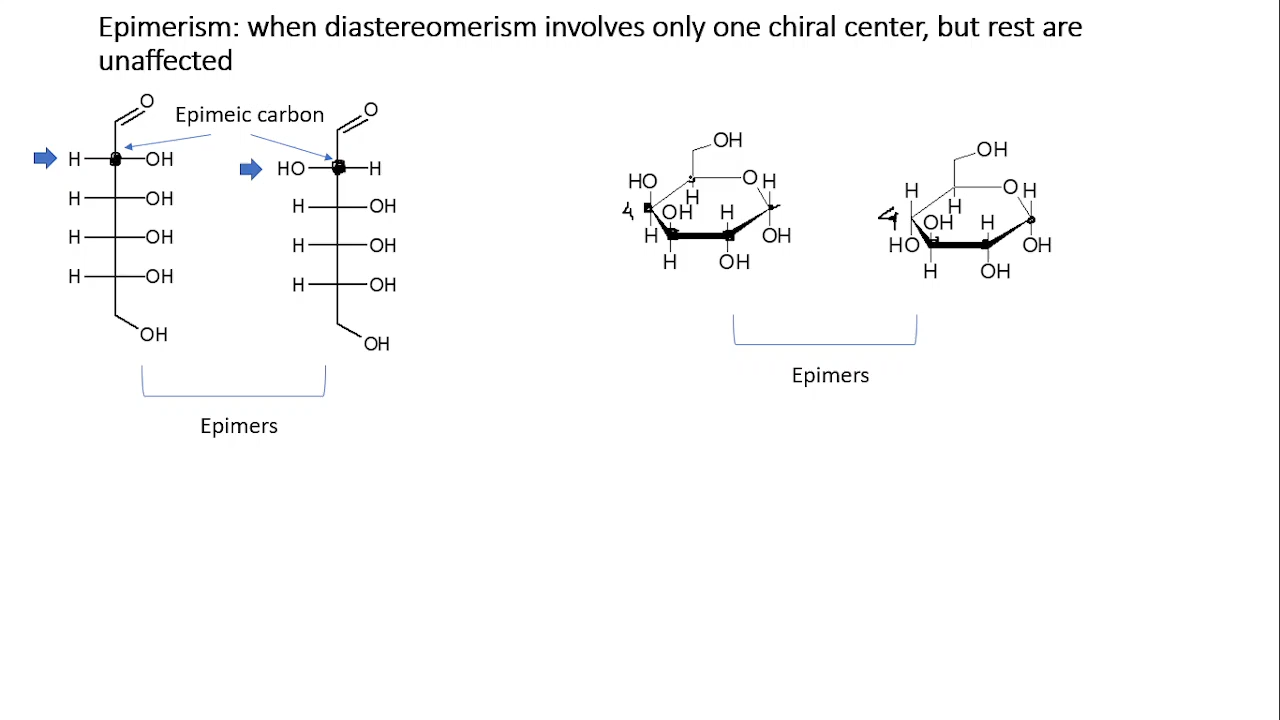 Epimerism: when diastereomerism involves only one chiral center, but rest are
unaffected
Epimeic carbon
O
H OH
H OH
H OH
H OH
OH
O
HO H
H OH
H OH
H OH
OH
Epimers
OH
HO O H
H
4 OH H
H OH
H OH
OH
H O H
H
4 OH H
HO OH
H OH
Epimers